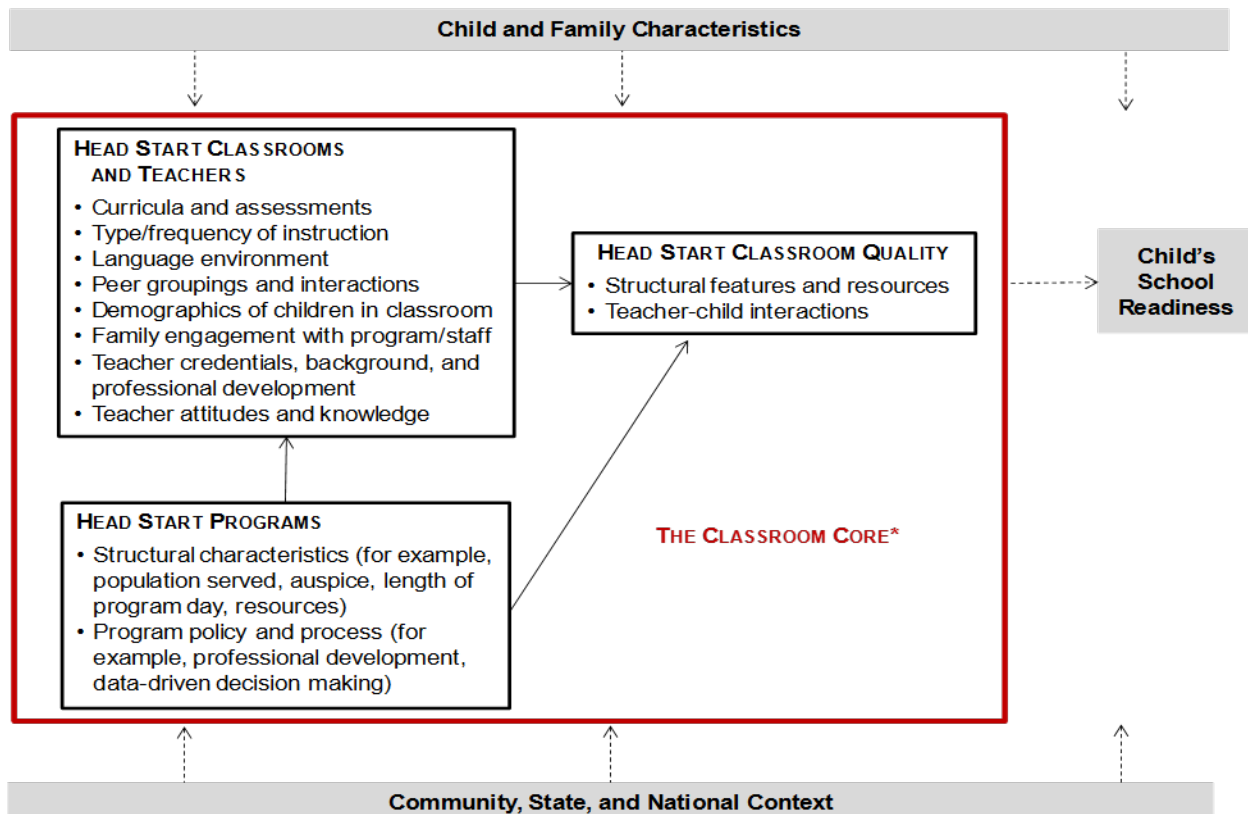 Child and Family Characteristics
HEAD START CLASSROOMS
AND TEACHERS
• Curricula and assessments
• Type/frequency of instruction
• Language environment
• Peer groupings and interactions
• Demographics of children in classroom
• Family engagement with program/staff
• Teacher credentials, background, and
professional development
• Teacher attitudes and knowledge
HEAD START CLASSROOM QUALITY
• Structural features and resources
• Teacher-child interactions
Child's
School
Readiness
HEAD START PROGRAMS
• Structural characteristics (for example,
population served, auspice, length of
program day, resources)
• Program policy and process (for
example, professional development,
data-driven decision making)
THE CLASSROOM CORE*
Community, State, and National Context